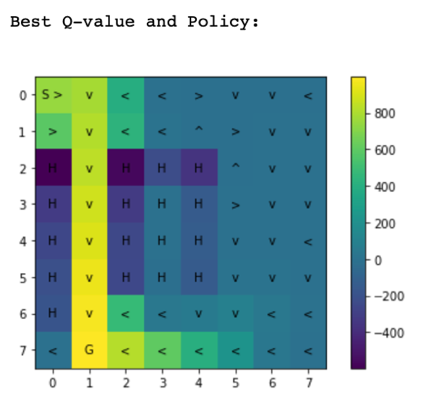 Best Q-value and Policy:
0 S > v < < > v v <
1 > v < < ^ > v v
2 H v H H H ^ v v
3 H v H H H > v v
4 H v H H H v v <
5 H v H H H v v v
6 H v < < v v < <
7 < G < < < < < <
0 1 2 3 4 5 6 7
800
600
400
200
0
−200
−400